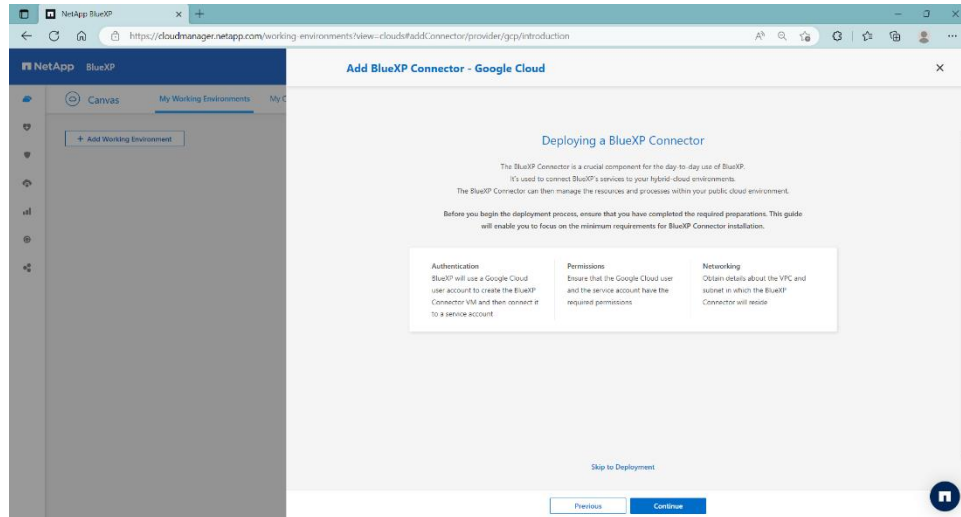 NetApp BlueXP
https://cloudmanager.netapp.com/working-environments?view=clouds#addConnector/provider/gcp/introduction
NetApp BlueXP
Add BlueXP Connector - Google Cloud
Canvas
My Working Environments
My C
+ Add Working Environment
Deploying a BlueXP Connector
The BlueXP Connector is a crucial component for the day-to-day use of BlueXP.
It's used to connect BlueXP's services to your hybrid-cloud environments.
The BlueXP Connector can then manage the resources and processes within your public cloud environment.
Before you begin the deployment process, ensure that you have completed the required preparations. This guide
will enable you to focus on the minimum requirements for BlueXP Connector installation.
Authentication
BlueXP will use a Google Cloud
user account to create the BlueXP
Connector VM and then connect it
to a service account
Permissions
Ensure that the Google Cloud user
and the service account have the
required permissions
Networking
Obtain details about the VPC and
subnet in which the BlueXP
Connector will reside
Skip to Deployment
Previous
Continue